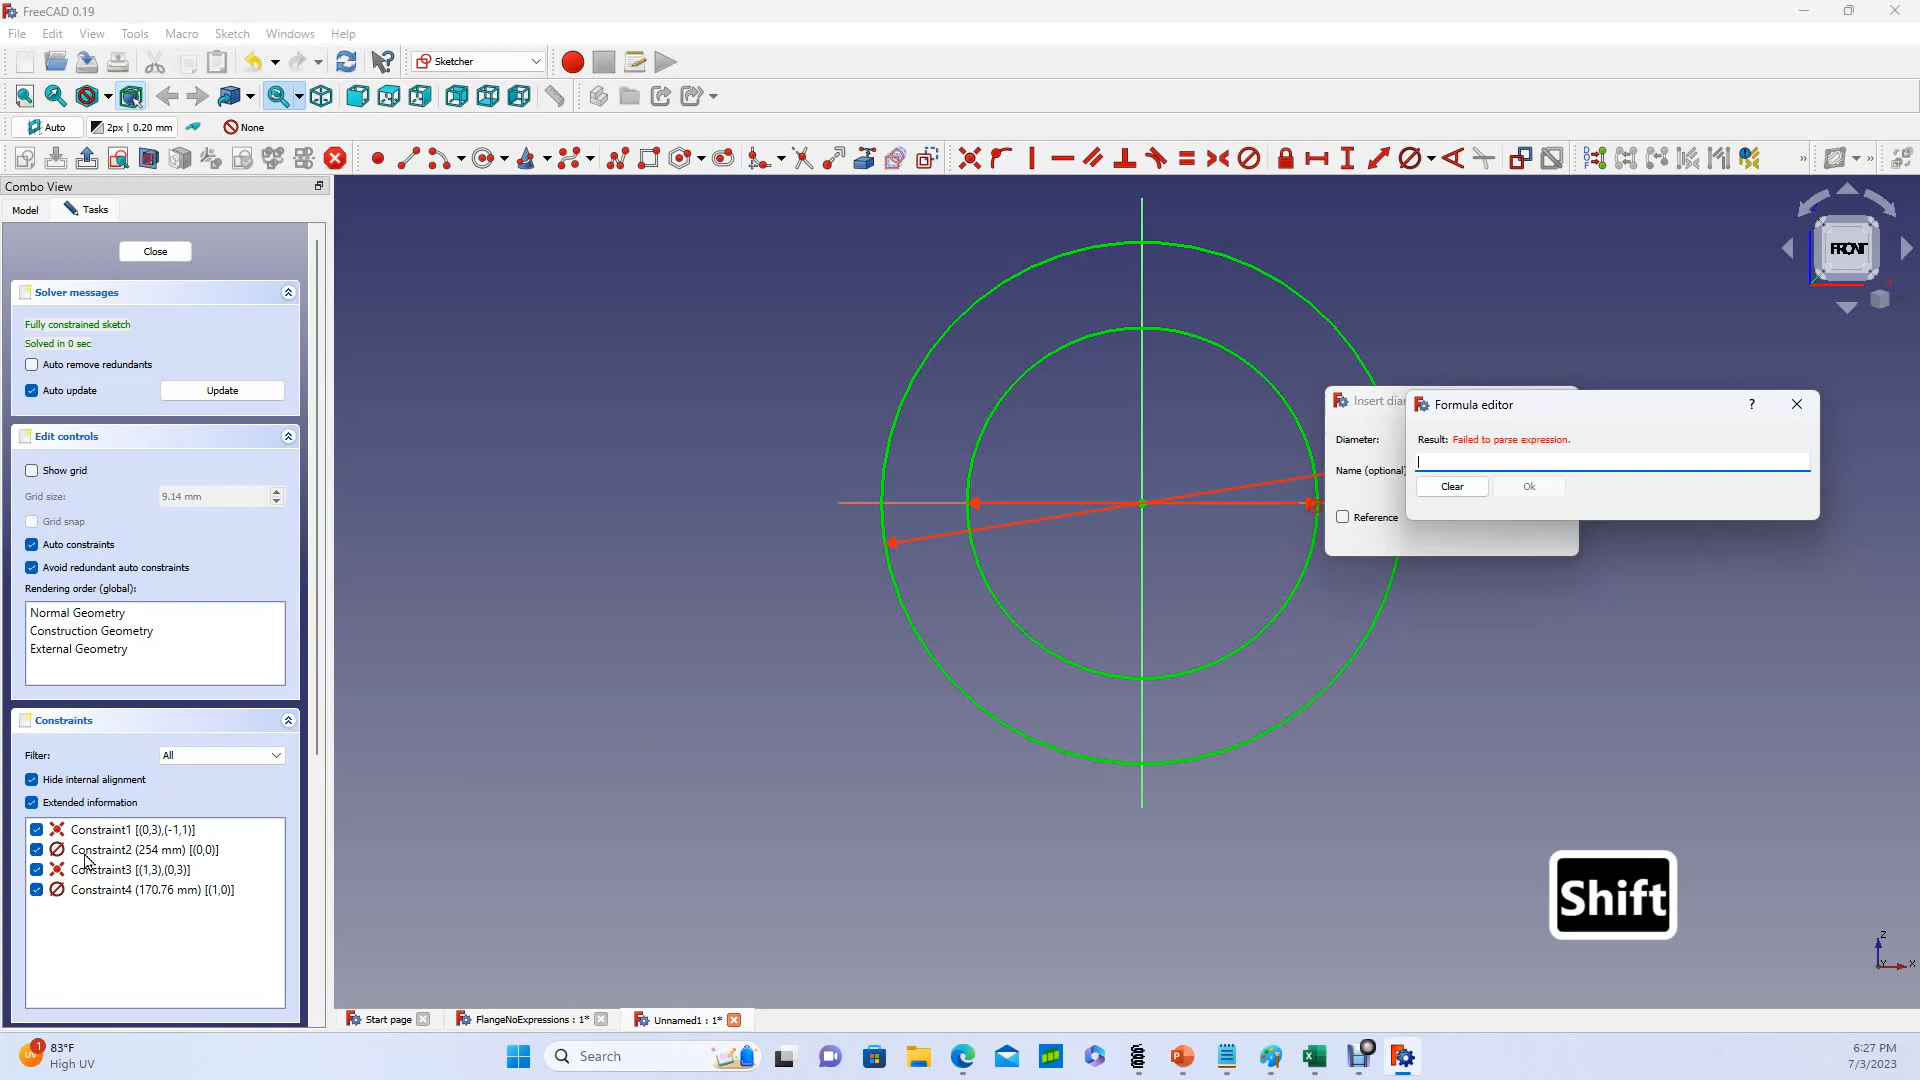 FreeCAD 0.19
File Edit View Tools Macro Sketch Windows Help
Sketcher
Auto 2px | 0.20 mm None
Combo View
Model Tasks
Close
Solver messages
Fully constrained sketch
Solved in 0 sec
Auto remove redundants
Auto update Update
Edit controls
Show grid
Grid size: 9.14 mm
Grid snap
Auto constraints
Avoid redundant auto constraints
Rendering order (global):
Normal Geometry
Construction Geometry
External Geometry
Constraints
Filter: All
Hide internal alignment
Extended information
Constraint1 [(0,3),(-1,1)]
Constraint2 (254 mm) [(0,0)]
Constraint3 [(1,3),(0,3)]
Constraint4 (170.76 mm) [(1,0)]
FRONT
Insert dia
Diameter:
Name (optional)
Reference
Formula editor
?
Result: Failed to parse expression.
Clear Ok
Shift
Z
Y X
Start page FlangeNoExpressions : 1* Unnamed1 : 1*
UV 1 83°F
High UV
Search
6:27 PM
7/3/2023